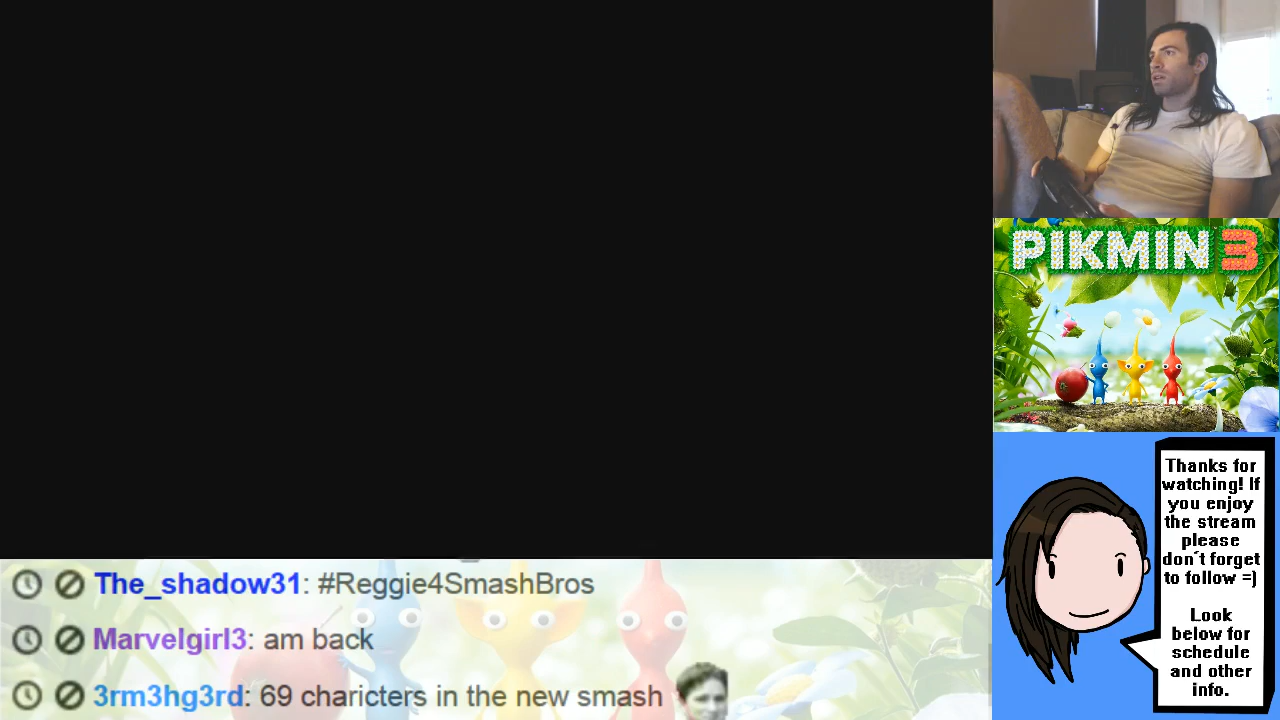 PIKMIN 3
Thanks for
watching! If
you enjoy
the stream
please
don´t forget
to follow =)
Look
below for
schedule
and other
info.
The_shadow31: #Reggie4SmashBros
Marvelgirl3: am back
3rm3hg3rd: 69 charicters in the new smash